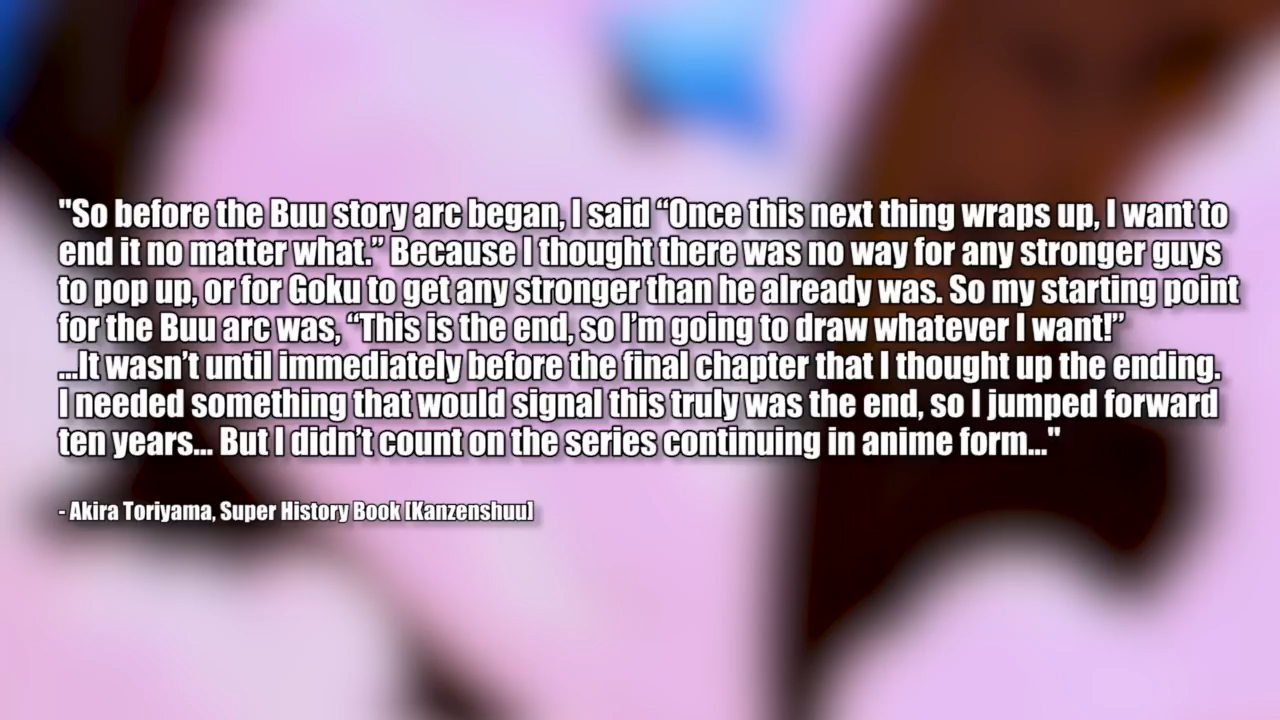 "So before the Buu story arc began, I said “Once this next thing wraps up, I want to
end it no matter what.” Because I thought there was no way for any stronger guys
to pop up, or for Goku to get any stronger than he already was. So my starting point
for the Buu arc was, “This is the end, so I’m going to draw whatever I want!”
...It wasn’t until immediately before the final chapter that I thought up the ending.
I needed something that would signal this truly was the end, so I jumped forward
ten years... But I didn’t count on the series continuing in anime form..."
- Akira Toriyama, Super History Book [Kanzenshuu]